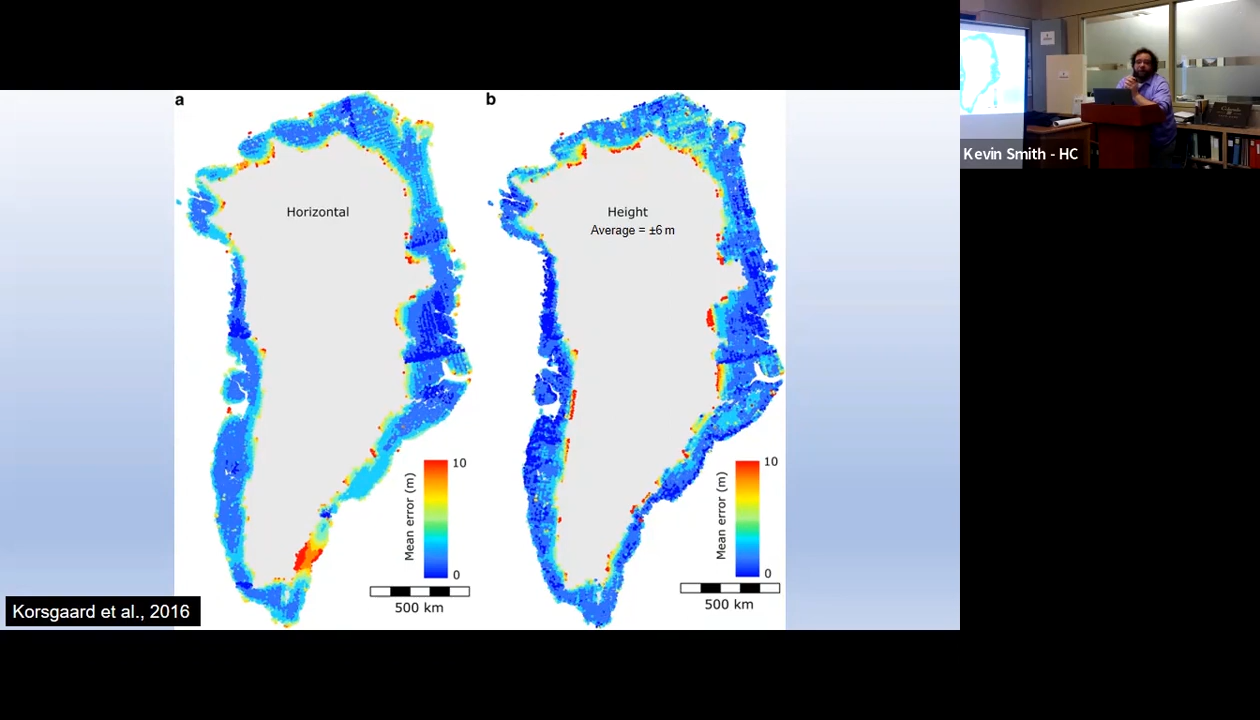 a
b
Horizontal
Height
Average = ±6 m
Mean error (m)
10
0
500 km
Mean error (m)
10
0
500 km
Korsgaard et al., 2016
Kevin Smith - HC